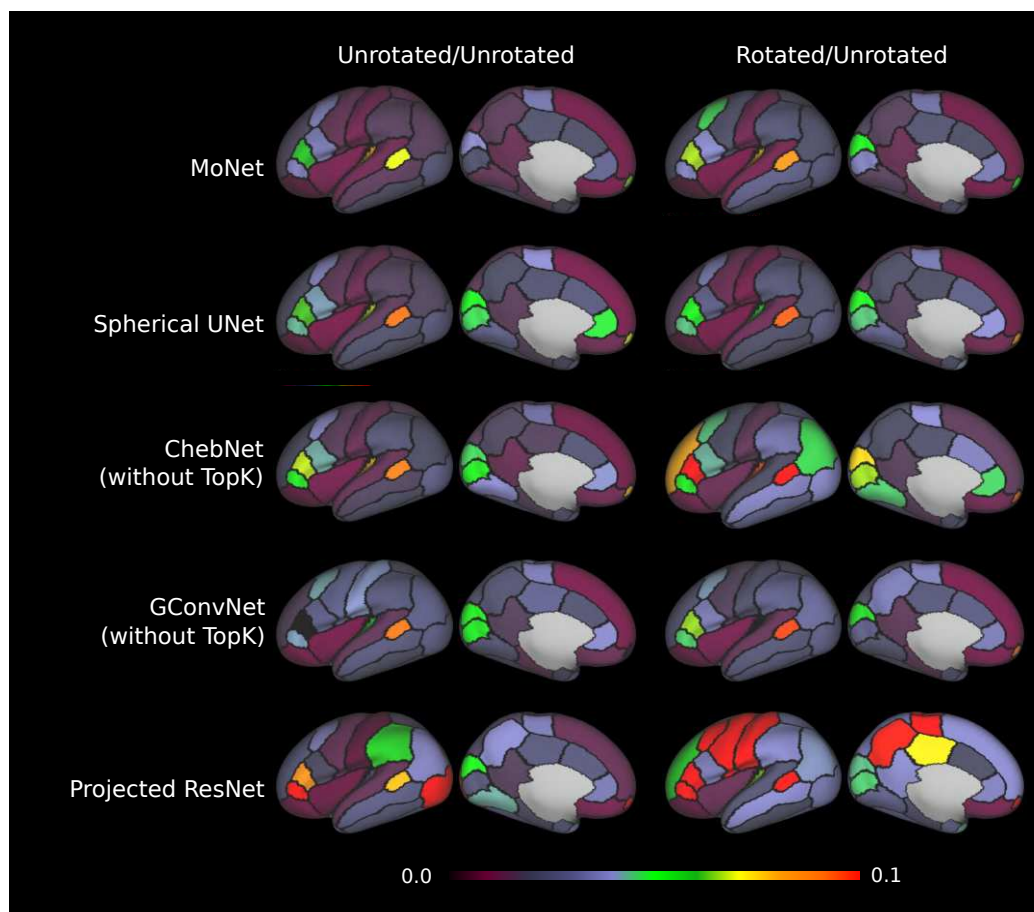 Unrotated/Unrotated Rotated/Unrotated
MoNet
Spherical UNet
ChebNet
(without TopK)
GConvNet
(without TopK)
Projected ResNet
0.0 0.1